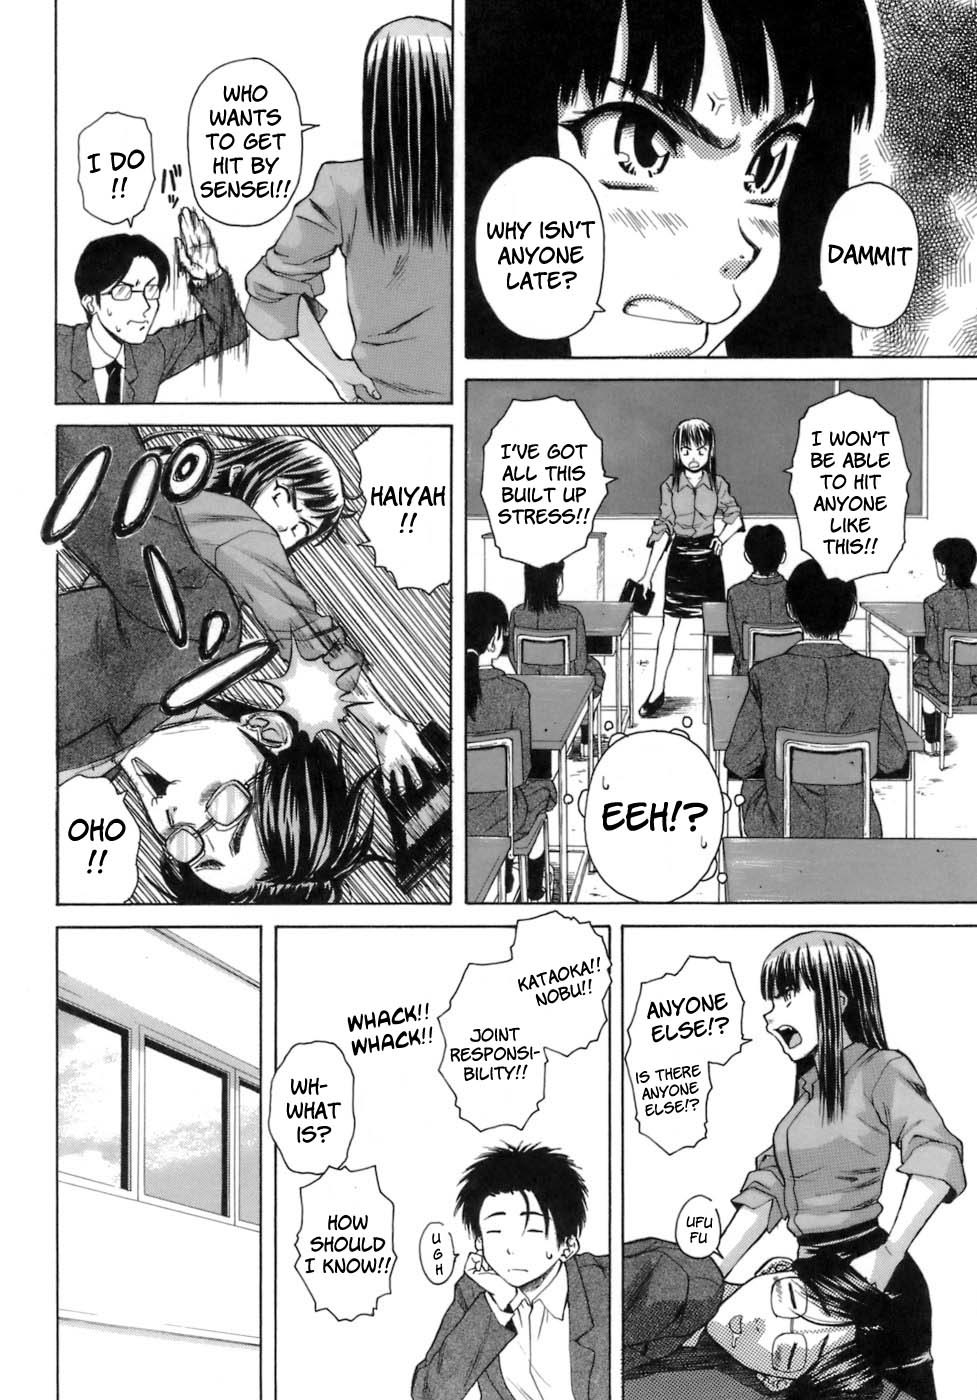 DAMMIT
WHY ISN'T
ANYONE
LATE?
I WON'T
BE ABLE
TO HIT
ANYONE
LIKE
THIS!!
I'VE GOT
ALL THIS
BUILT UP
STRESS!!
EEH!?
WHO
WANTS
TO GET
HIT BY
SENSEI!!
I DO
!!
HAIYAH
!!
OHO
!!
ANYONE
ELSE!?
IS THERE
ANYONE
ELSE!?
UFU
FU
KATAOKA!!
NOBU!!
JOINT
RESPONSI-
BILITY!!
WHACK!!
WHACK!!
WH-
WHAT
IS?
HOW
SHOULD
I KNOW!!
UGH